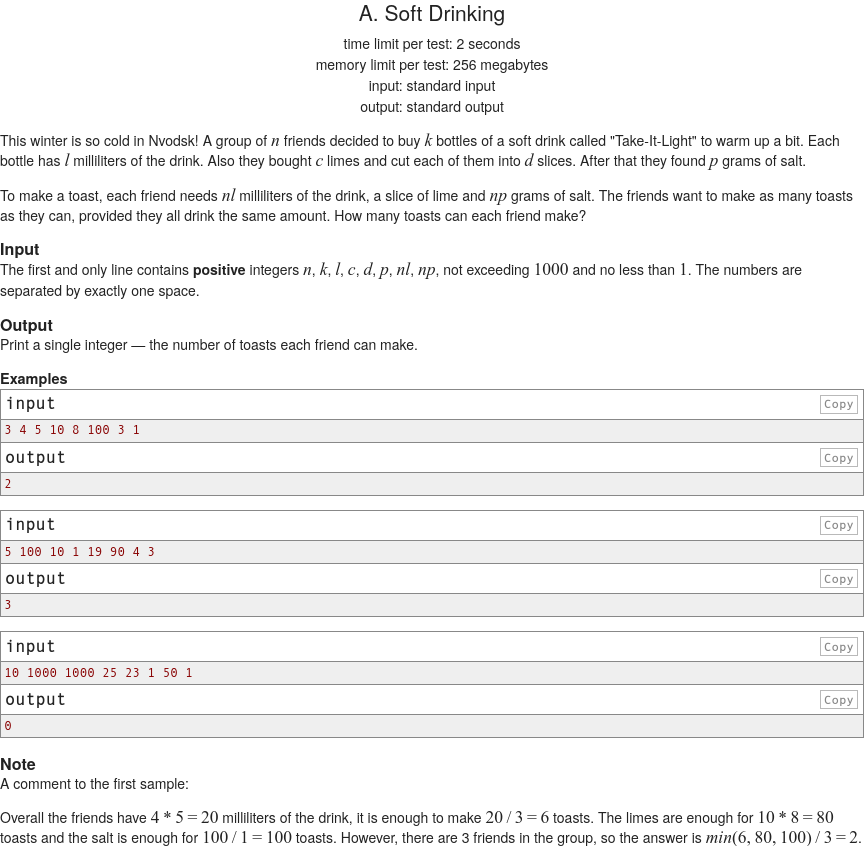 A. Soft Drinking
time limit per test: 2 seconds
memory limit per test: 256 megabytes
input: standard input
output: standard output
This winter is so cold in Nvodsk! A group of n friends decided to buy k bottles of a soft drink called "Take-It-Light" to warm up a bit. Each
bottle has l milliliters of the drink. Also they bought c limes and cut each of them into d slices. After that they found p grams of salt.
To make a toast, each friend needs nl milliliters of the drink, a slice of lime and np grams of salt. The friends want to make as many toasts
as they can, provided they all drink the same amount. How many toasts can each friend make?
Input
The first and only line contains positive integers n, k, l, c, d, p, nl, np, not exceeding 1000 and no less than 1. The numbers are
separated by exactly one space.
Output
Print a single integer — the number of toasts each friend can make.
Examples
input
Copy
3 4 5 10 8 100 3 1
output
Copy
2
input
Copy
5 100 10 1 19 90 4 3
output
Copy
3
input
Copy
10 1000 1000 25 23 1 50 1
output
Copy
0
Note
A comment to the first sample:
Overall the friends have 4 * 5 = 20 milliliters of the drink, it is enough to make 20 / 3 = 6 toasts. The limes are enough for 10 * 8 = 80
toasts and the salt is enough for 100 / 1 = 100 toasts. However, there are 3 friends in the group, so the answer is min(6, 80, 100) / 3 = 2.